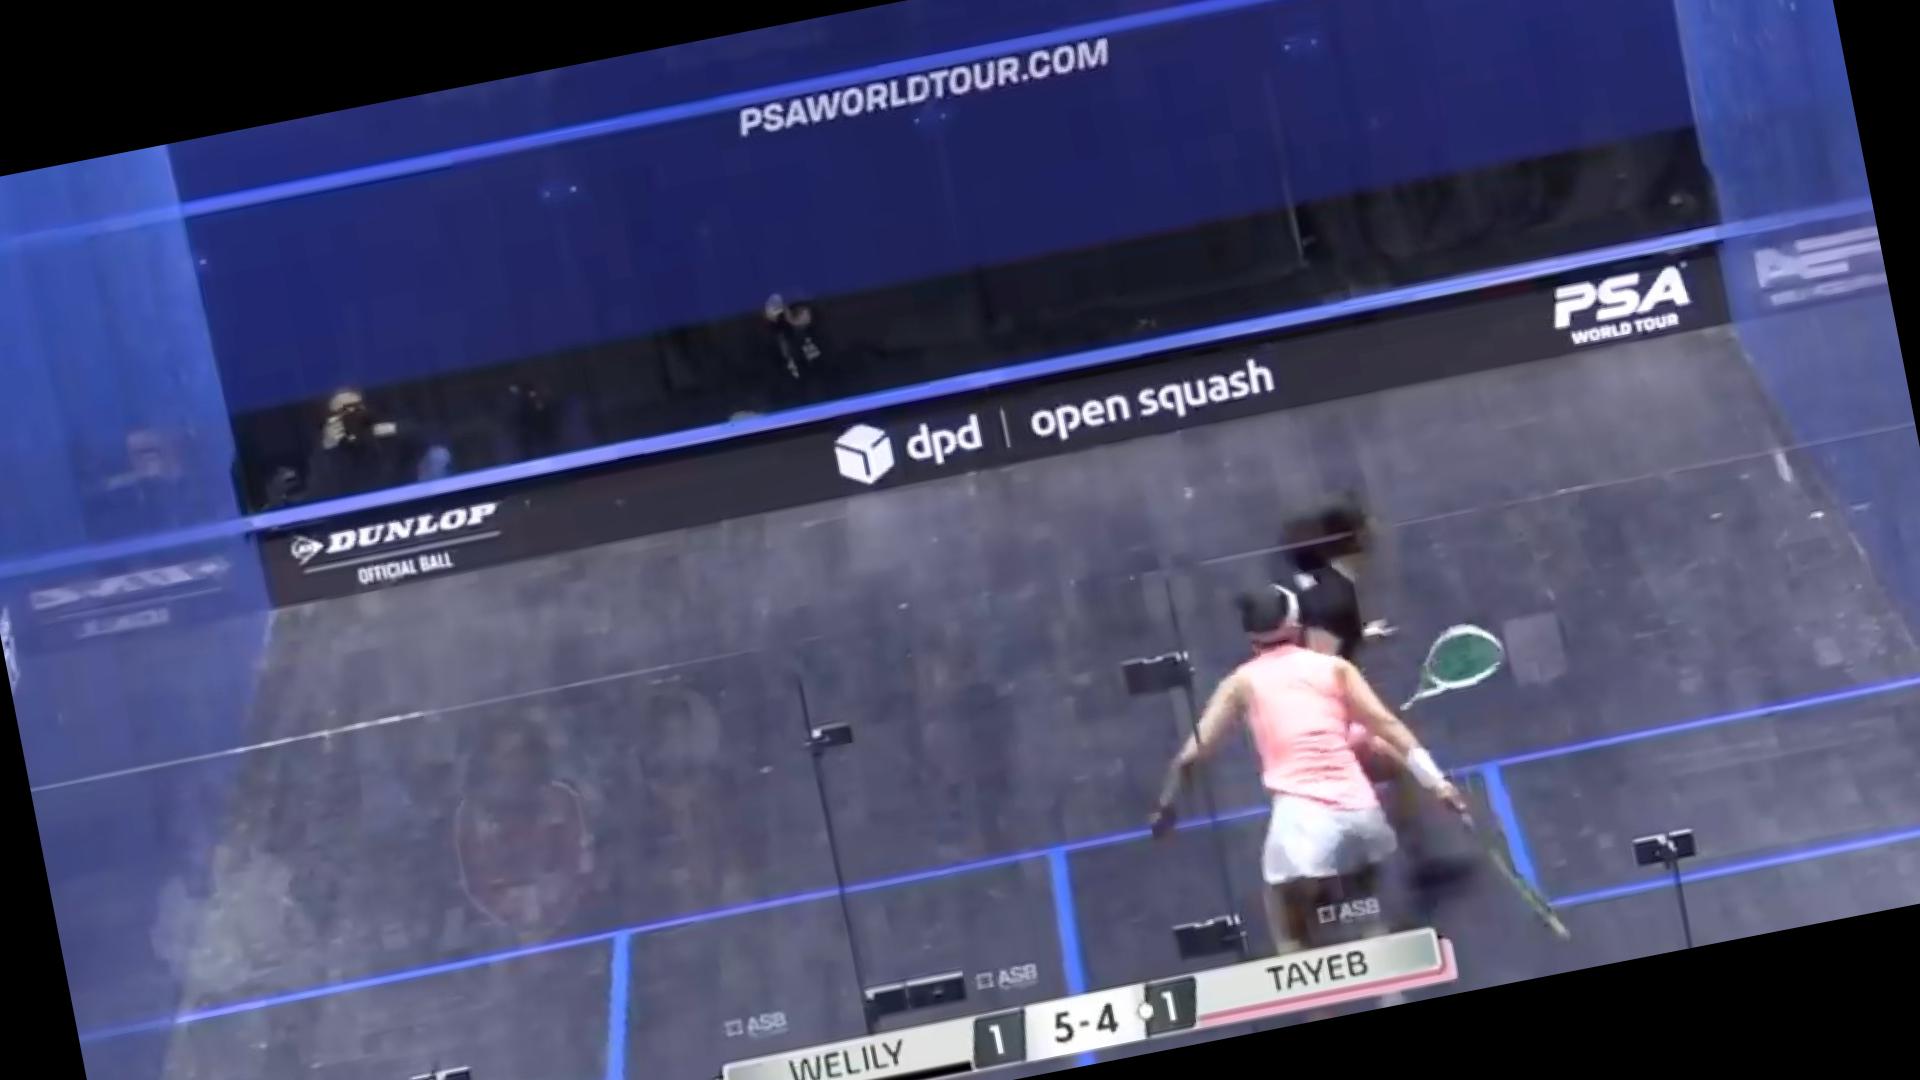 PSAWORLDTOUR.COM
PSA
WORLD TOUR
dpd | open squash
DUNLOP
OFFICIAL BALL
ASB
ASB
ASB
WELILY 1 5-4 1 TAYEB